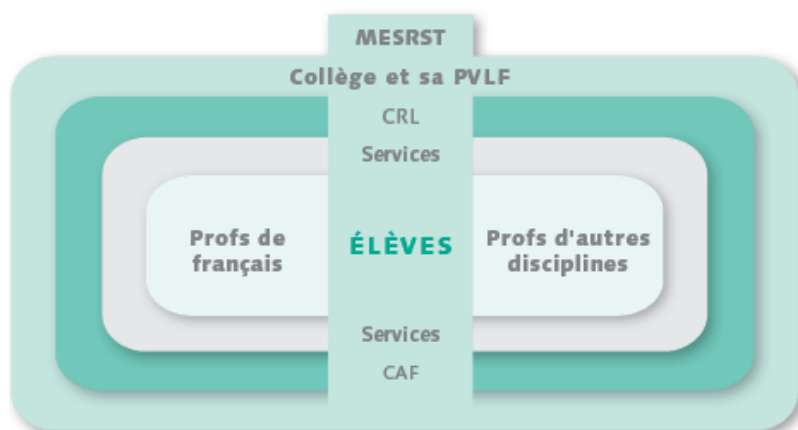 MESRST
Collège et sa PVLF
CRL
Services
Profs de
français
ÉLÈVES
Profs d'autres
disciplines
Services
CAF